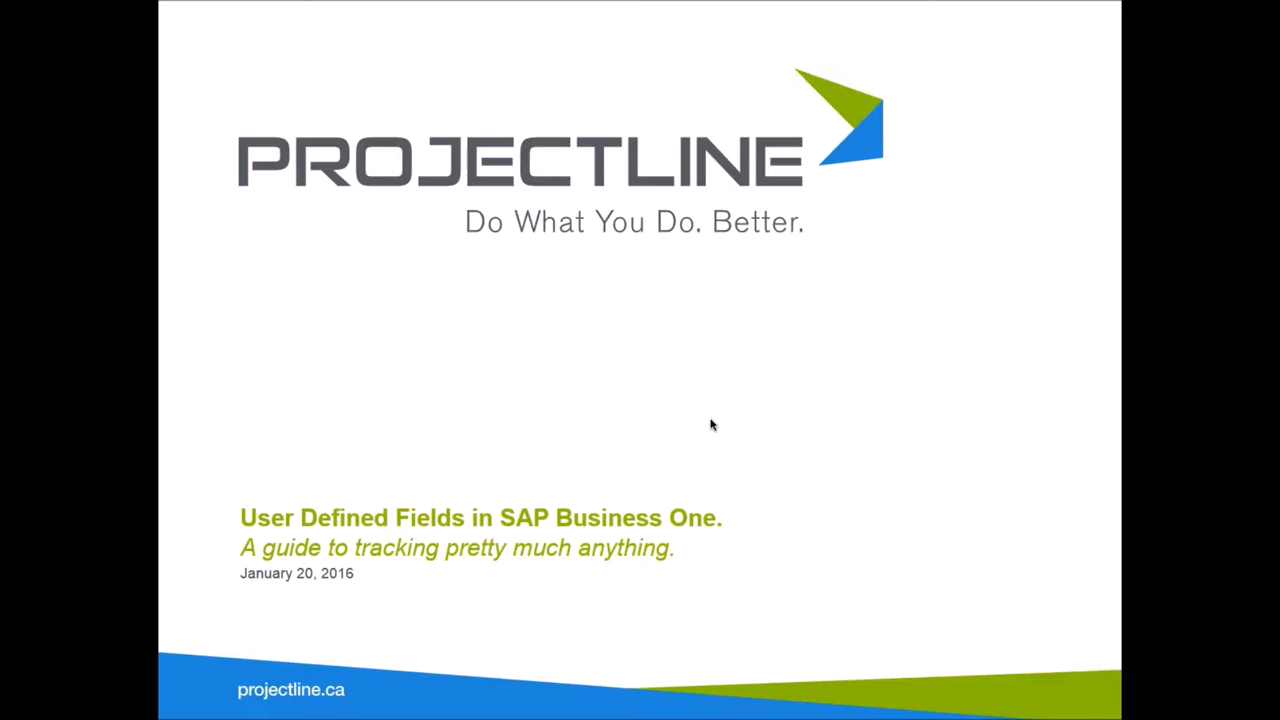 PROJECTLINE
Do What You Do. Better.
User Defined Fields in SAP Business One.
A guide to tracking pretty much anything.
January 20, 2016
projectline.ca